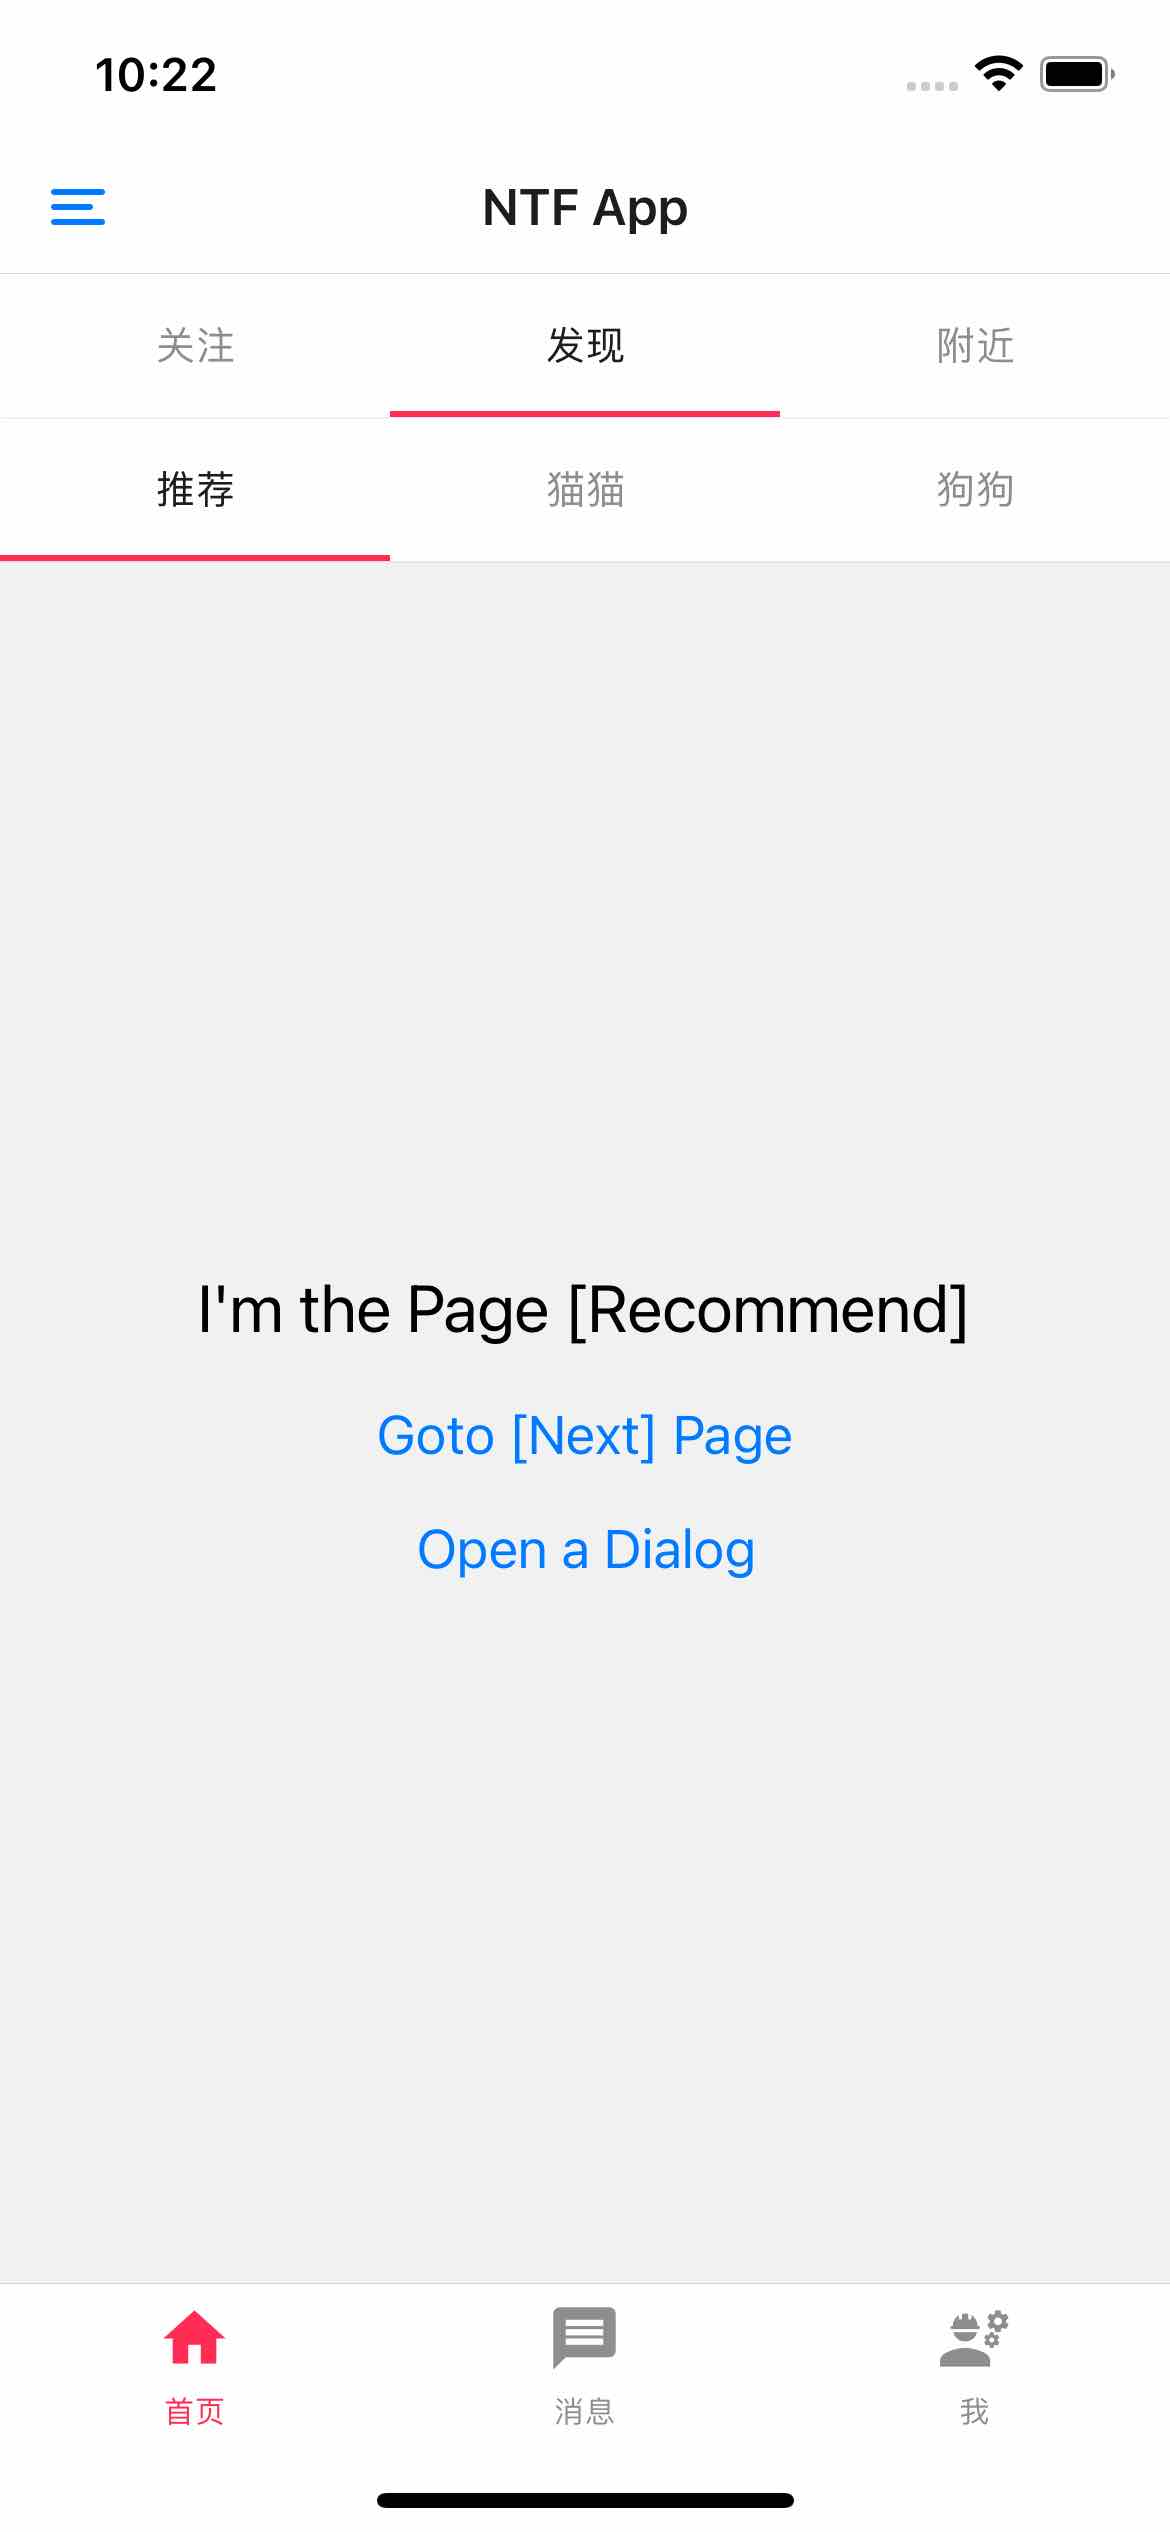 10:22
NTF App
关注 发现 附近
推荐 猫猫 狗狗
I'm the Page [Recommend]
Goto [Next] Page
Open a Dialog
首页 消息 我